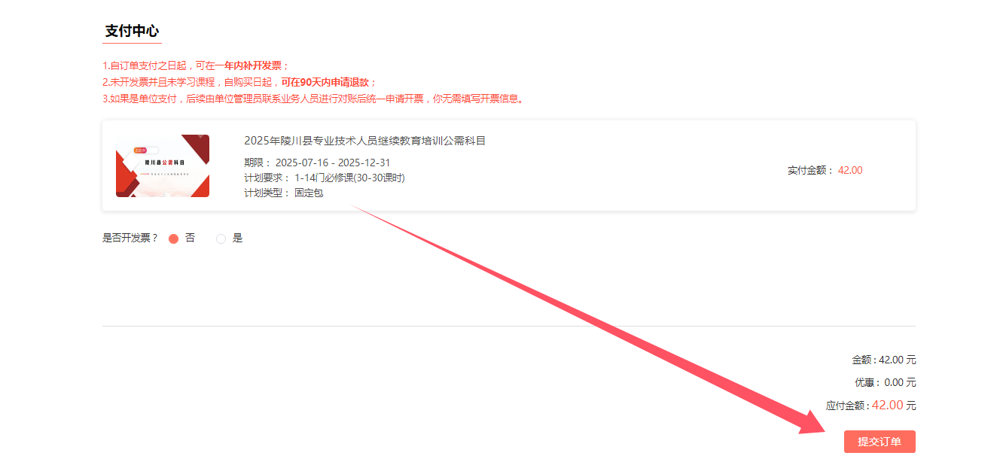 支付中心
1.自订单支付之日起，可在一年内补开发票；
2.未开发票并且未学习课程，自购买日起，可在90天内申请退款；
3.如果是单位支付，后续由单位管理员联系业务人员进行对账后统一申请开票，你无需填写开票信息。
陵川县公需科目
2025年陵川县专业技术人员继续教育培训公需科目
期限： 2025-07-16 - 2025-12-31
计划要求： 1-14门必修课(30-30课时)
计划类型： 固定包
实付金额： 42.00
是否开发票？ 否 是
金额 : 42.00 元
优惠 : 0.00 元
应付金额 : 42.00 元
提交订单